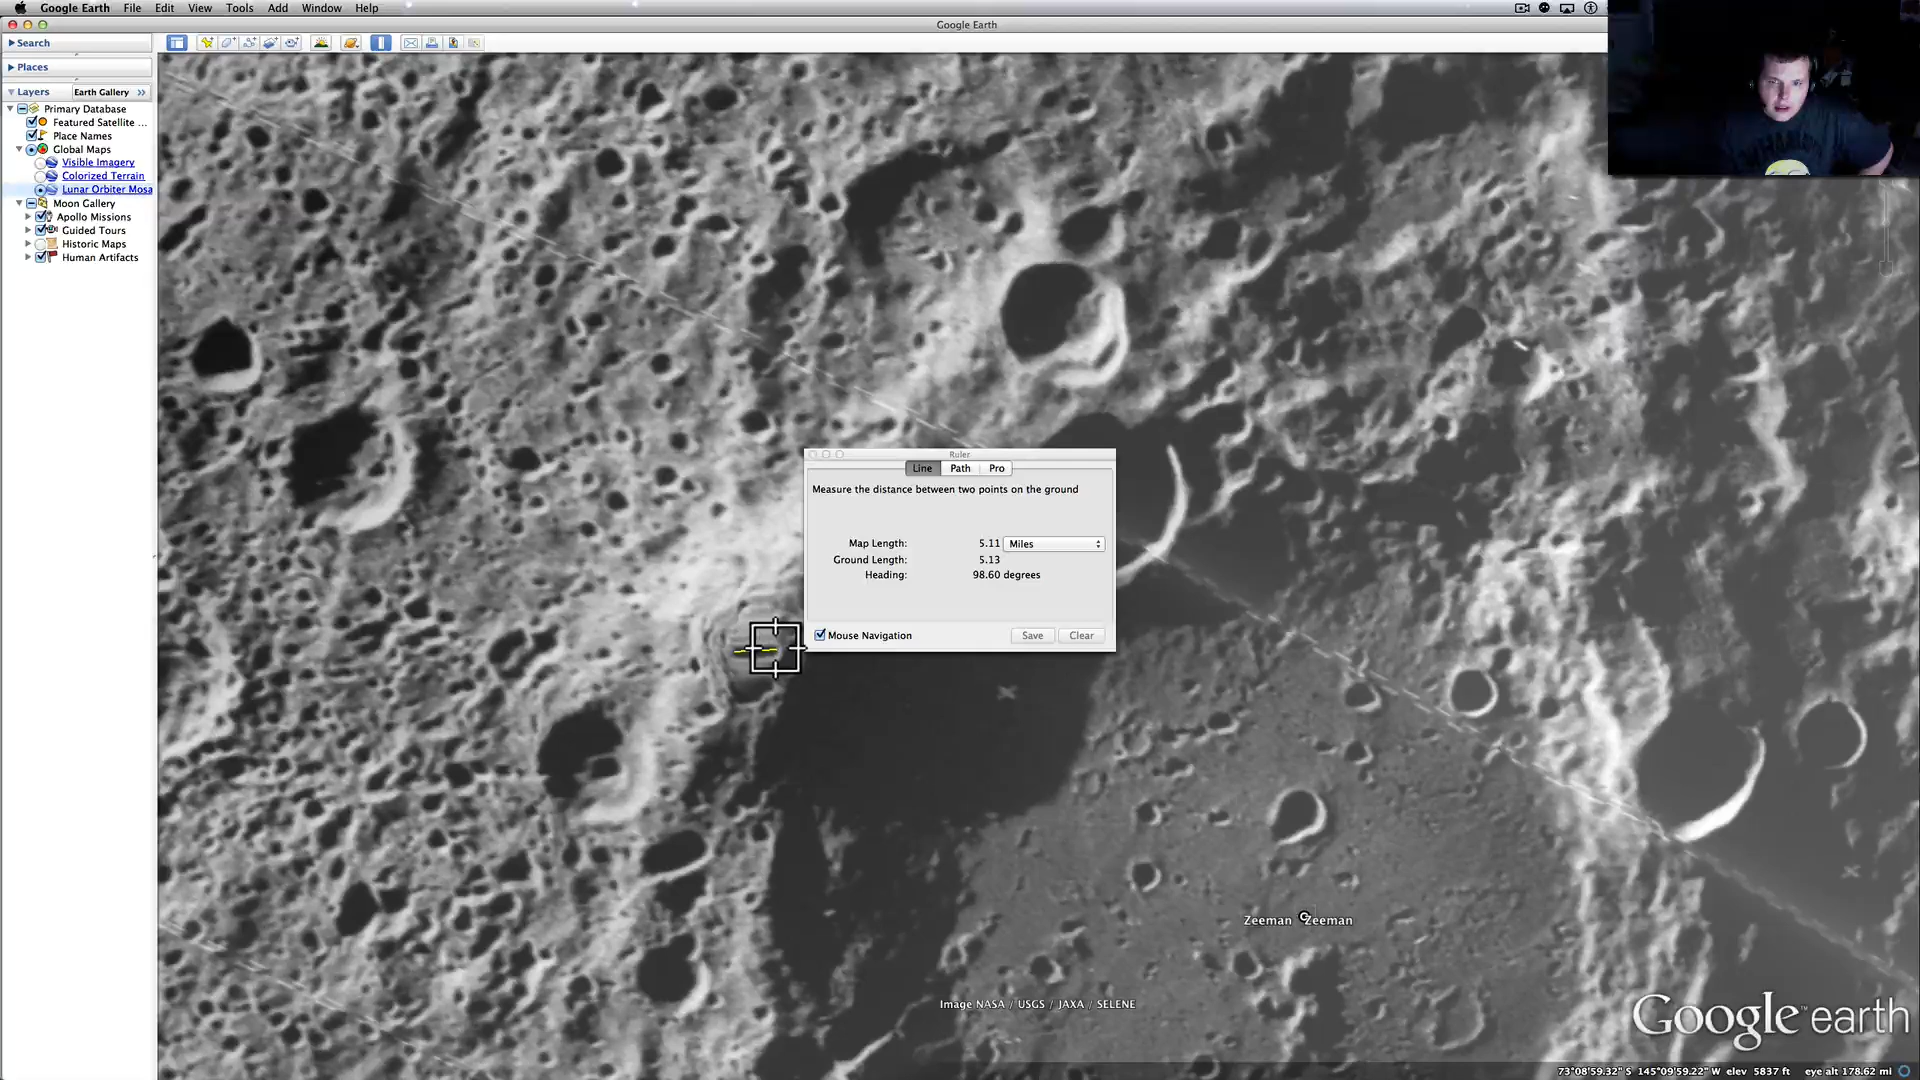 Google Earth File Edit View Tools Add Window Help
Google Earth
Search
Places
Layers Earth Gallery »
Primary Database
Featured Satellite ...
Place Names
Global Maps
Visible Imagery
Colorized Terrain
Lunar Orbiter Mosa
Moon Gallery
Apollo Missions
Guided Tours
Historic Maps
Human Artifacts
Ruler
Line Path Pro
Measure the distance between two points on the ground
Map Length: 5.11 Miles
Ground Length: 5.13
Heading: 98.60 degrees
Mouse Navigation Save Clear
Zeeman Zeeman
Image NASA / USGS / JAXA / SELENE
Google earth
73°08'59.32" S 145°09'59.22" W elev 5837 ft eye alt 178.62 mi